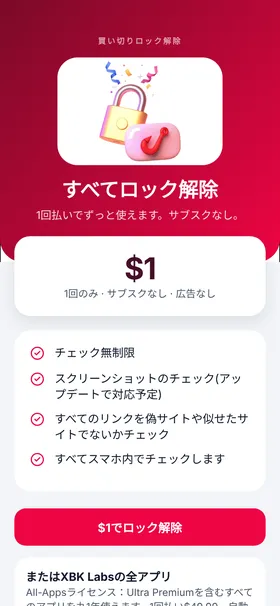 買い切りロック解除
すべてロック解除
1回払いでずっと使えます。サブスクなし。
$1
1回のみ · サブスクなし · 広告なし
チェック無制限
スクリーンショットのチェック(アッ
プデートで対応予定)
すべてのリンクを偽サイトや似せたサ
イトでないかチェック
すべてスマホ内でチェックします
$1でロック解除
またはXBK Labsの全アプリ
All-Appsライセンス：Ultra Premiumを含むすべて